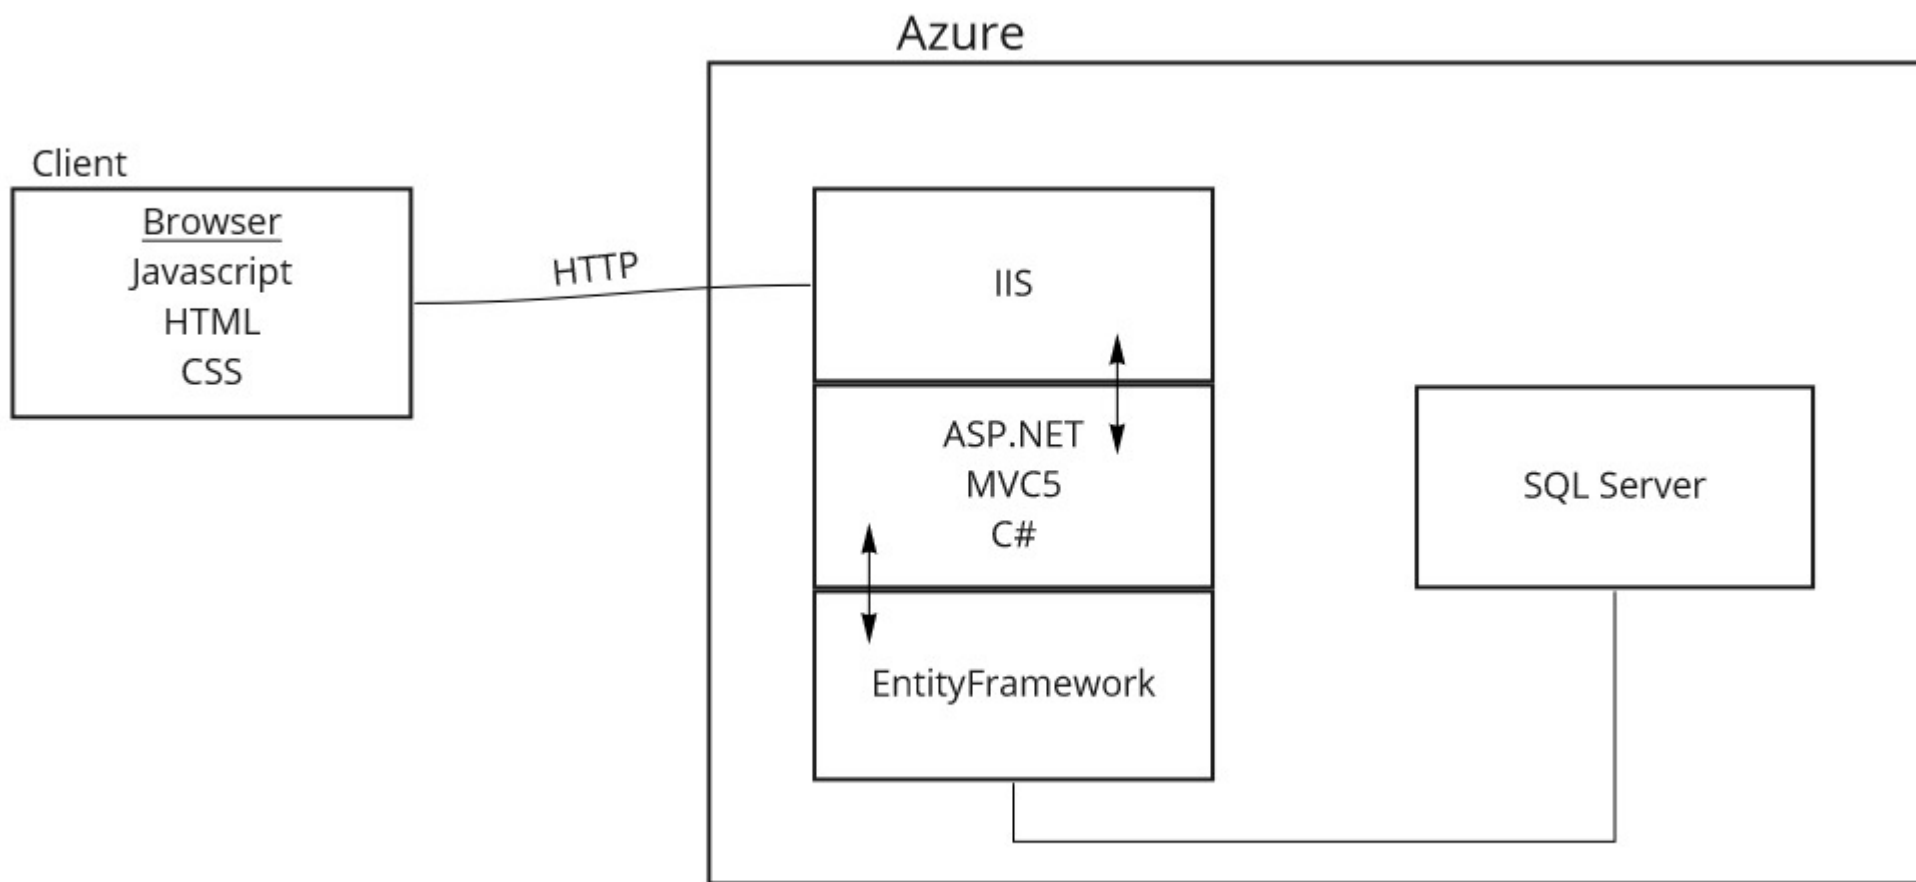 Azure
Client
Browser
Javascript
HTML
CSS
HTTP
IIS
ASP.NET
MVC5
C#
EntityFramework
SQL Server